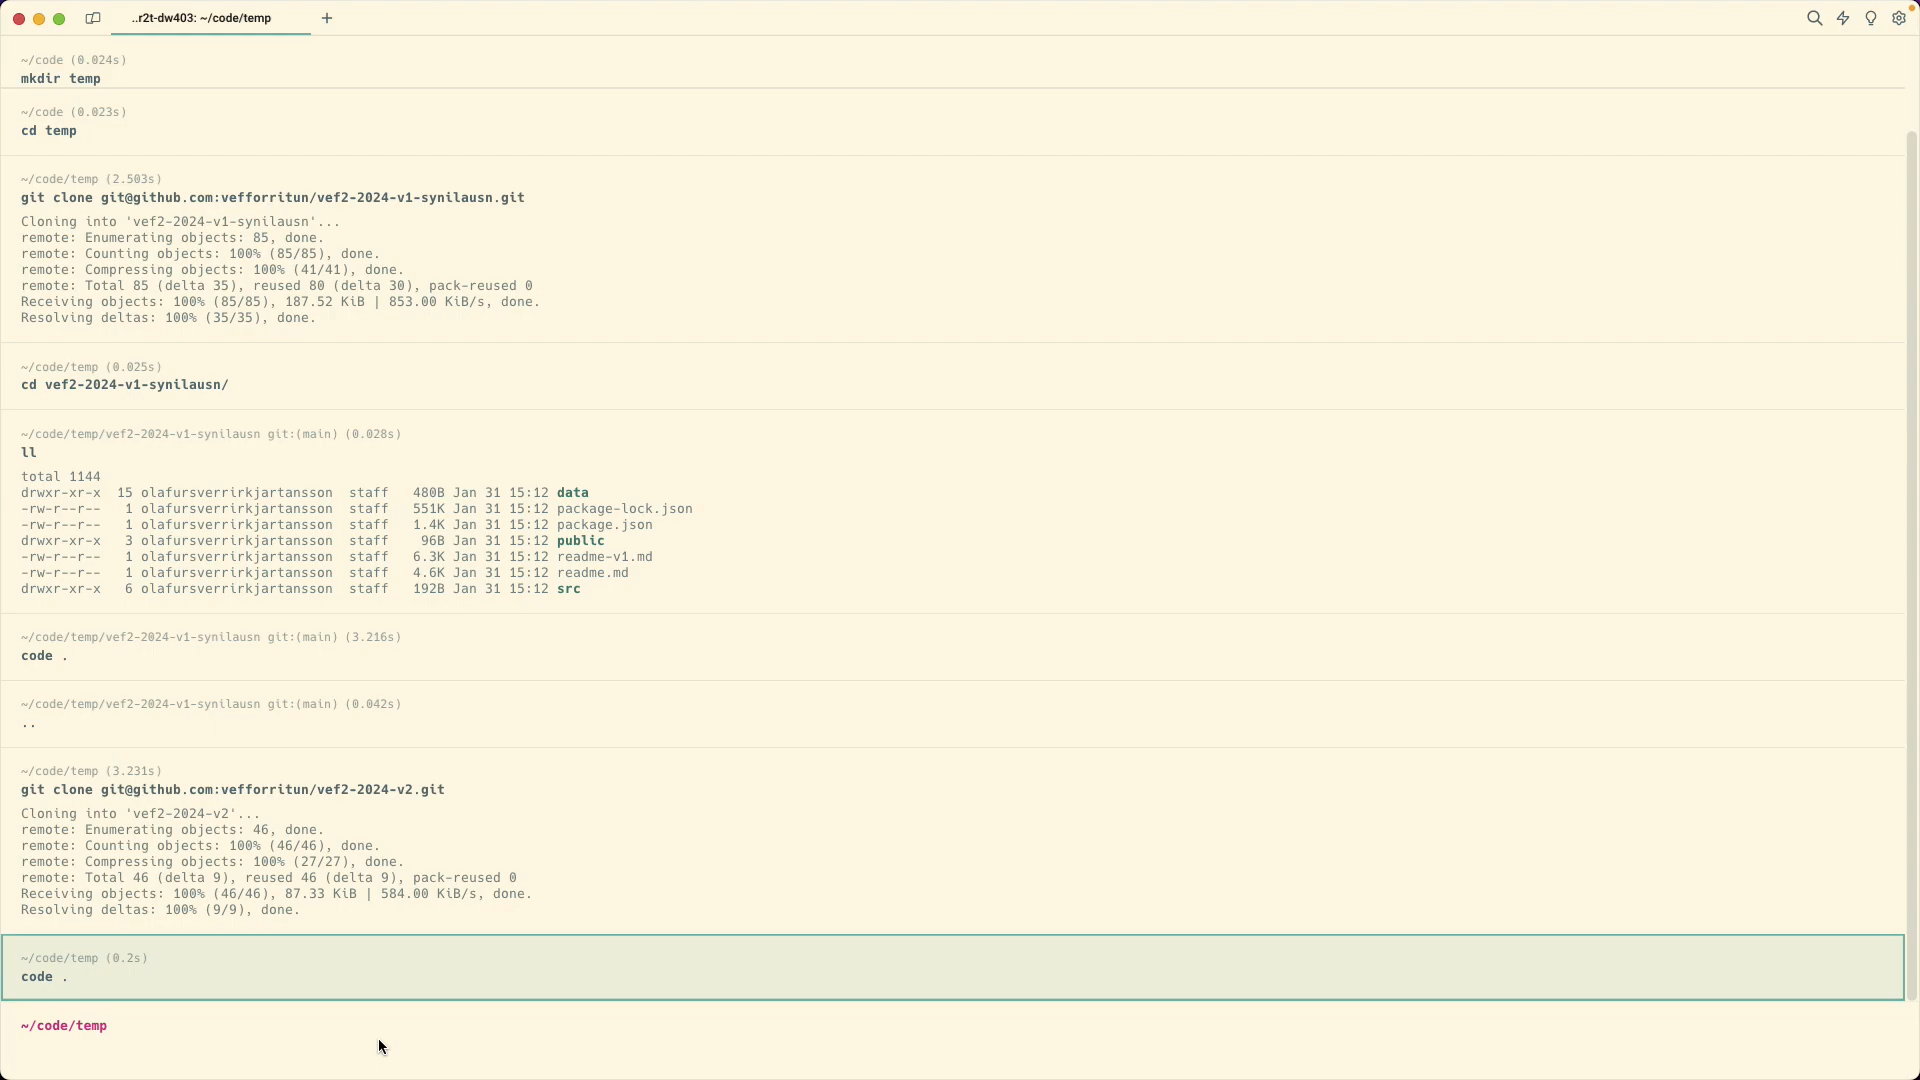 ..r2t-dw403: ~/code/temp
~/code (0.024s)
mkdir temp
~/code (0.023s)
cd temp
~/code/temp (2.503s)
git clone git@github.com:vefforritun/vef2-2024-v1-synilausn.git
Cloning into 'vef2-2024-v1-synilausn'...
remote: Enumerating objects: 85, done.
remote: Counting objects: 100% (85/85), done.
remote: Compressing objects: 100% (41/41), done.
remote: Total 85 (delta 35), reused 80 (delta 30), pack-reused 0
Receiving objects: 100% (85/85), 187.52 KiB | 853.00 KiB/s, done.
Resolving deltas: 100% (35/35), done.
~/code/temp (0.025s)
cd vef2-2024-v1-synilausn/
~/code/temp/vef2-2024-v1-synilausn git:(main) (0.028s)
ll
total 1144
drwxr-xr-x  15 olafursverrirkjartansson  staff   480B Jan 31 15:12 data
-rw-r--r--   1 olafursverrirkjartansson  staff   551K Jan 31 15:12 package-lock.json
-rw-r--r--   1 olafursverrirkjartansson  staff   1.4K Jan 31 15:12 package.json
drwxr-xr-x   3 olafursverrirkjartansson  staff    96B Jan 31 15:12 public
-rw-r--r--   1 olafursverrirkjartansson  staff   6.3K Jan 31 15:12 readme-v1.md
-rw-r--r--   1 olafursverrirkjartansson  staff   4.6K Jan 31 15:12 readme.md
drwxr-xr-x   6 olafursverrirkjartansson  staff   192B Jan 31 15:12 src
~/code/temp/vef2-2024-v1-synilausn git:(main) (3.216s)
code .
~/code/temp/vef2-2024-v1-synilausn git:(main) (0.042s)
..
~/code/temp (3.231s)
git clone git@github.com:vefforritun/vef2-2024-v2.git
Cloning into 'vef2-2024-v2'...
remote: Enumerating objects: 46, done.
remote: Counting objects: 100% (46/46), done.
remote: Compressing objects: 100% (27/27), done.
remote: Total 46 (delta 9), reused 46 (delta 9), pack-reused 0
Receiving objects: 100% (46/46), 87.33 KiB | 584.00 KiB/s, done.
Resolving deltas: 100% (9/9), done.
~/code/temp (0.2s)
code .
~/code/temp